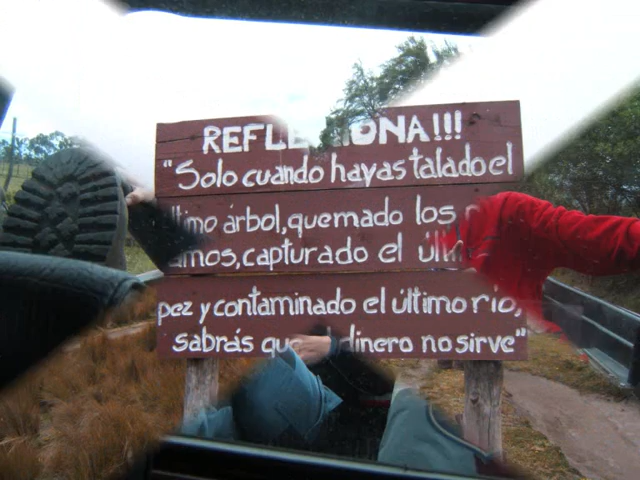 REFLEXIONA!!!
"Solo cuando hayas talado el
último árbol, quemado los
capturado el
pez y contaminado el último río,
sabrás que dinero no sirve"